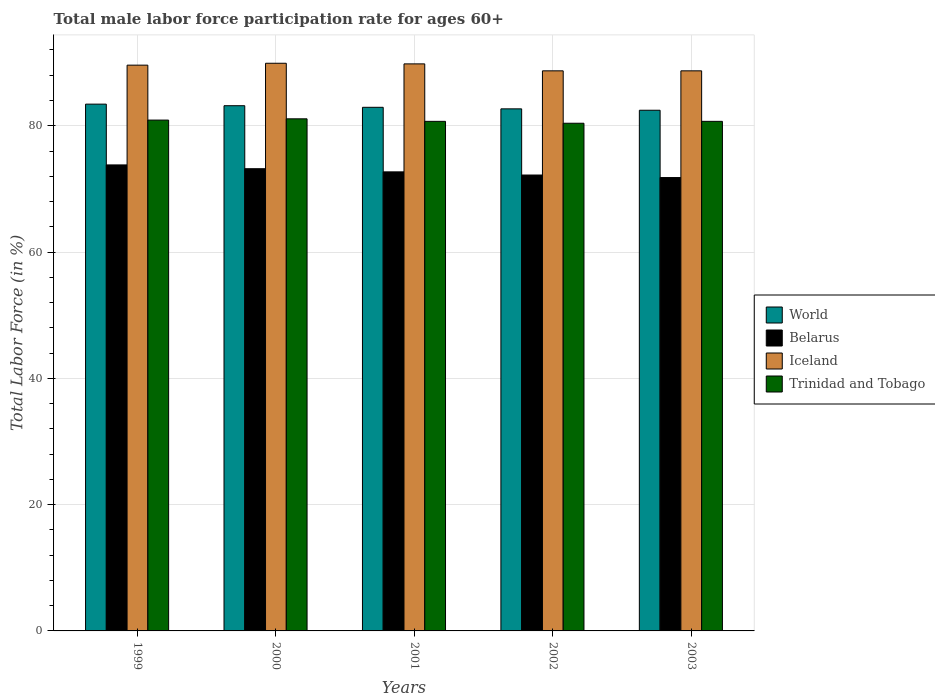 Total male labor force participation rate for ages 60+
Total Labor Force (in %)
80
60
40
20
0
1999
2000
2001
2002
2003
Years
World
Belarus
Iceland
Trinidad and Tobago